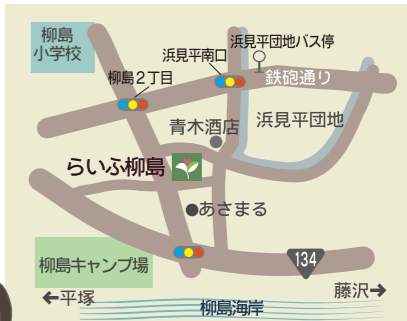 柳島
小学校
浜見平南口
浜見平団地バス停
柳島2丁目
鉄砲通り
青木酒店
浜見平団地
らいふ柳島
●あさまる
134
柳島キャンプ場
←平塚
藤沢→
柳島海岸